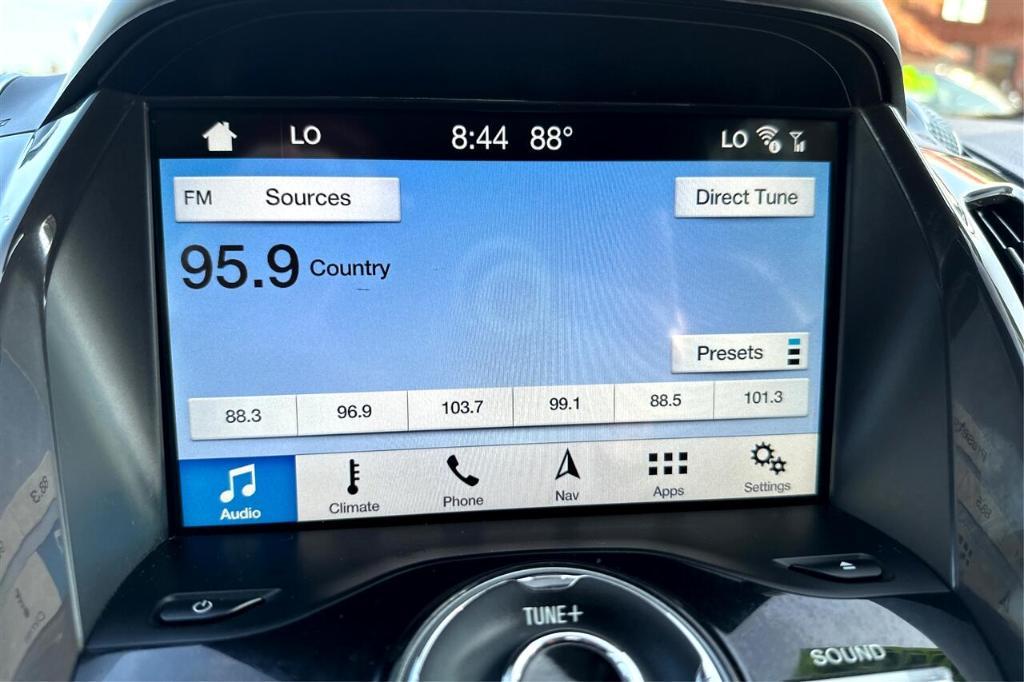 LO 8:44 88° LO
FM Sources Direct Tune
95.9 Country
Presets
88.3 96.9 103.7 99.1 88.5 101.3
Audio Climate Phone Nav Apps Settings
TUNE+
SOUND